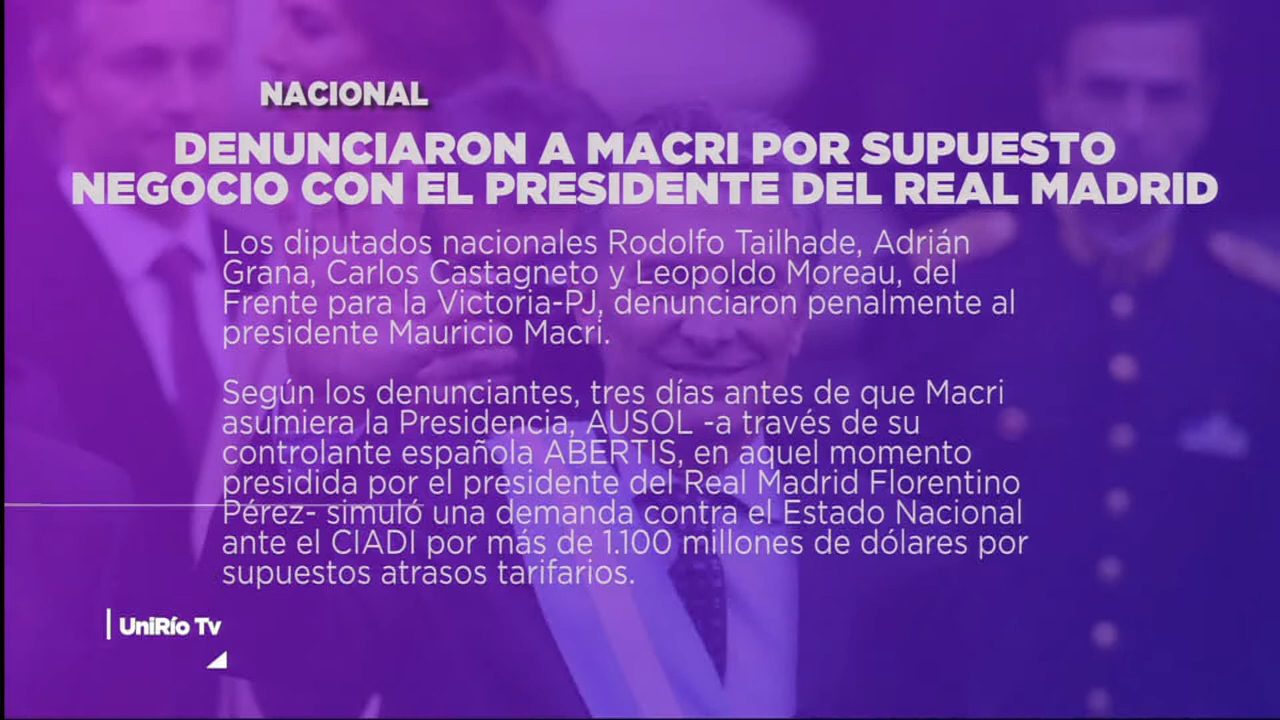 NACIONAL
DENUNCIARON A MACRI POR SUPUESTO
NEGOCIO CON EL PRESIDENTE DEL REAL MADRID
Los diputados nacionales Rodolfo Tailhade, Adrián
Grana, Carlos Castagneto y Leopoldo Moreau, del
Frente para la Victoria-PJ, denunciaron penalmente al
presidente Mauricio Macri.
Según los denunciantes, tres días antes de que Macri
asumiera la Presidencia, AUSOL -a través de su
controlante española ABERTIS, en aquel momento
presidida por el presidente del Real Madrid Florentino
Pérez- simuló una demanda contra el Estado Nacional
ante el CIADI por más de 1.100 millones de dólares por
supuestos atrasos tarifarios.
UniRío Tv